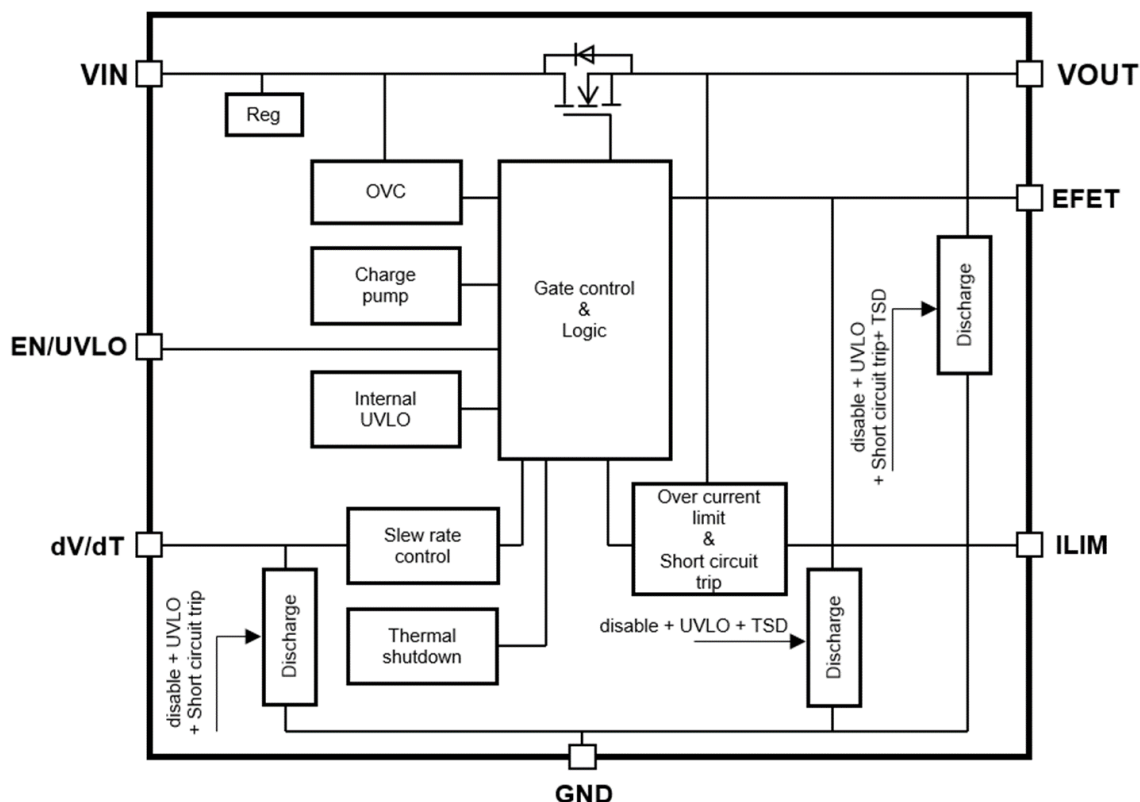 VIN
VOUT
Reg
OVC
EFET
Charge
pump
Gate control
&
Logic
Discharge
disable + UVLO
+ Short circuit trip+ TSD
EN/UVLO
Internal
UVLO
Over current
limit
&
Short circuit
trip
dV/dT
Slew rate
control
ILIM
Discharge
disable + UVLO
+ Short circuit trip
Thermal
shutdown
disable + UVLO + TSD
Discharge
GND